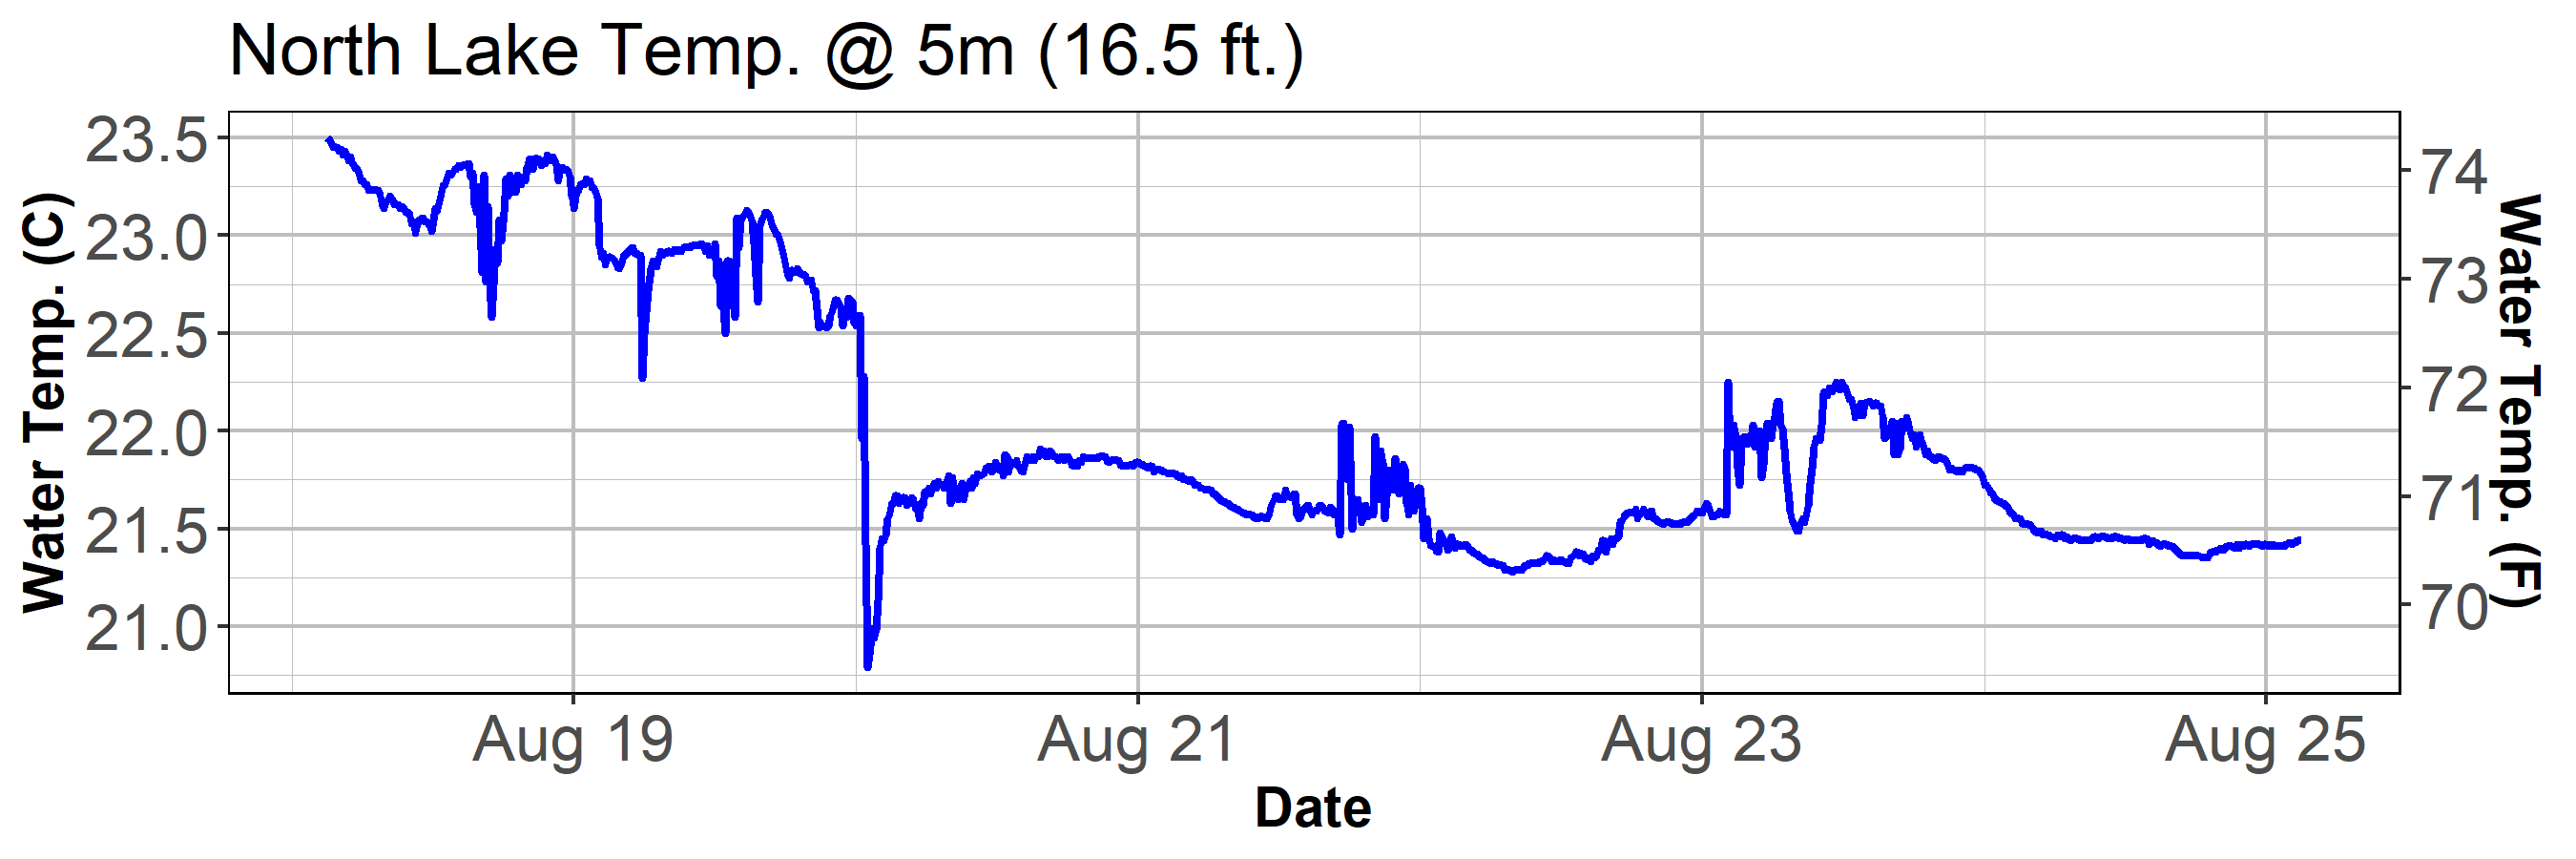 North Lake Temp. @ 5m (16.5 ft.)
Water Temp. (C)
23.5
23.0
22.5
22.0
21.5
21.0
74
73
72
71
70
Water Temp. (F)
Aug 19 Aug 21 Aug 23 Aug 25
Date